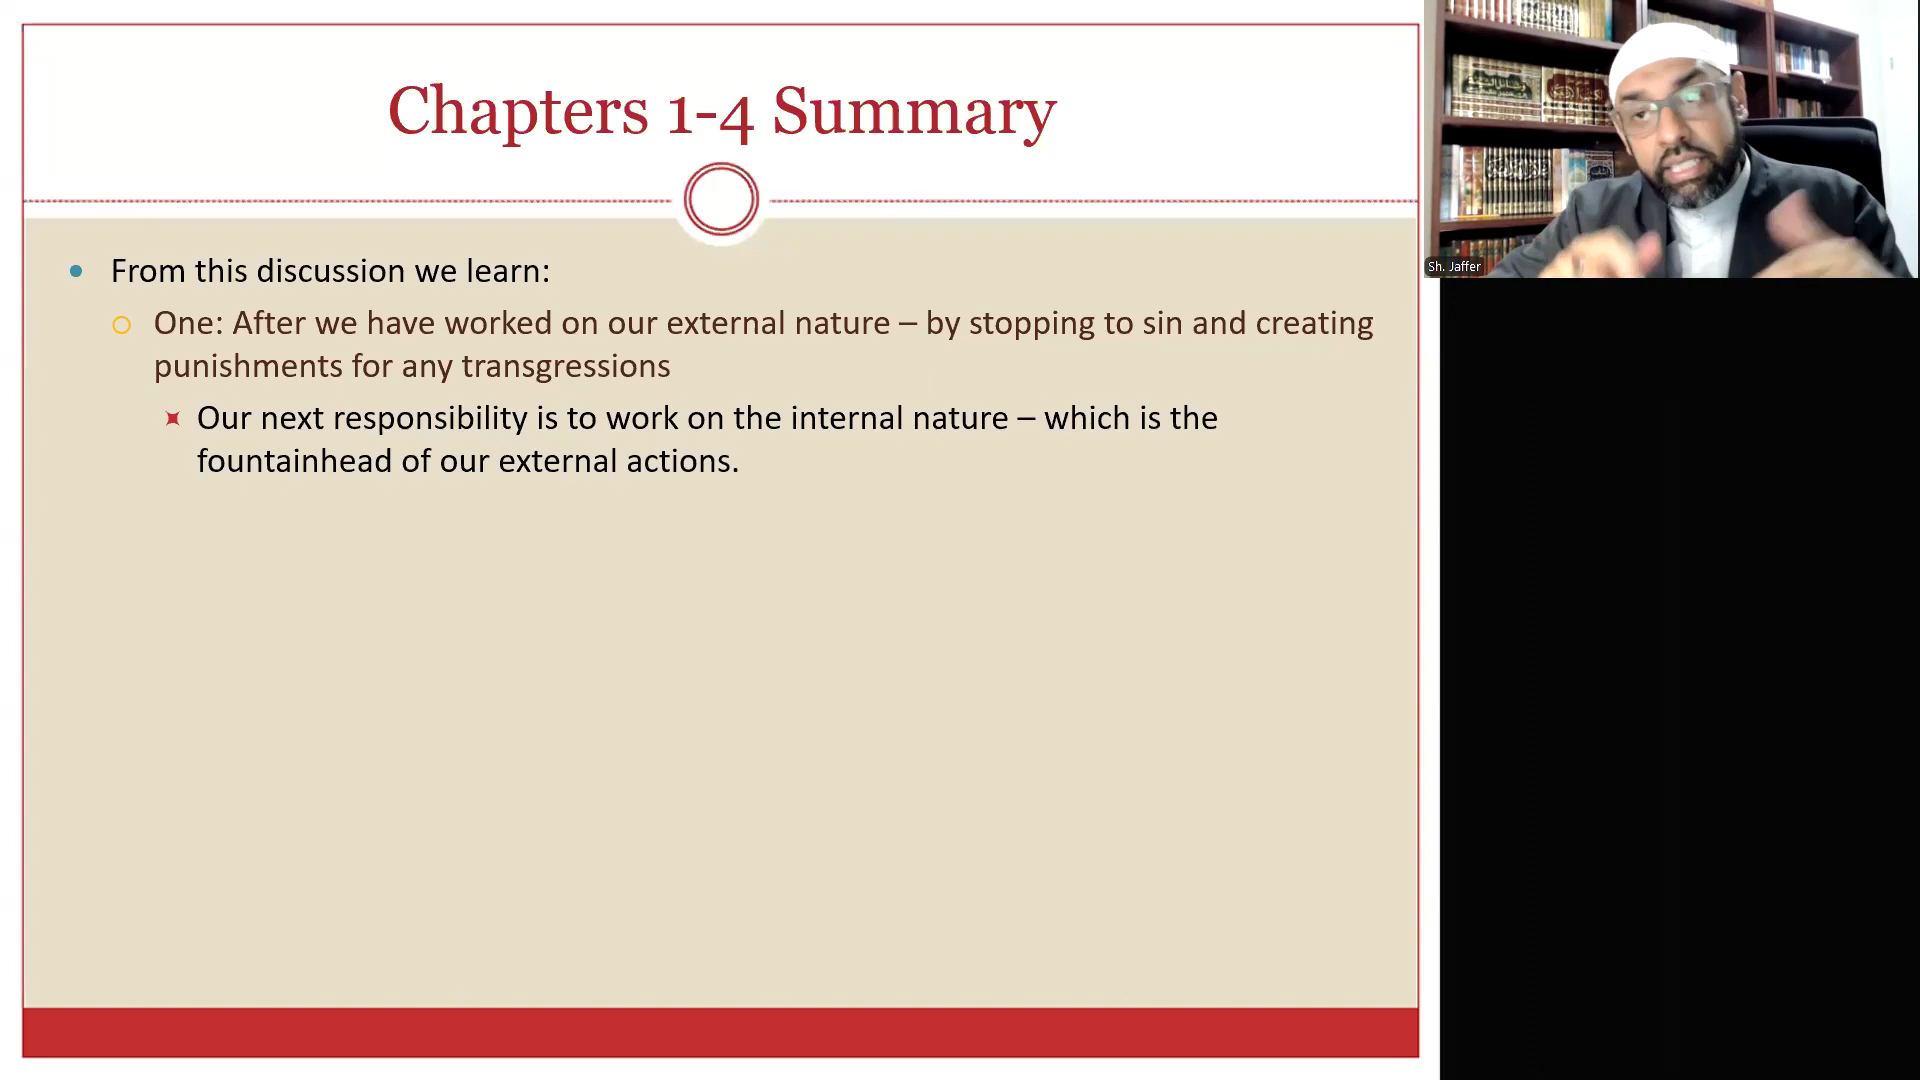 Chapters 1-4 Summary
From this discussion we learn:
One: After we have worked on our external nature – by stopping to sin and creating
punishments for any transgressions
Our next responsibility is to work on the internal nature – which is the
fountainhead of our external actions.
Sh. Jaffer